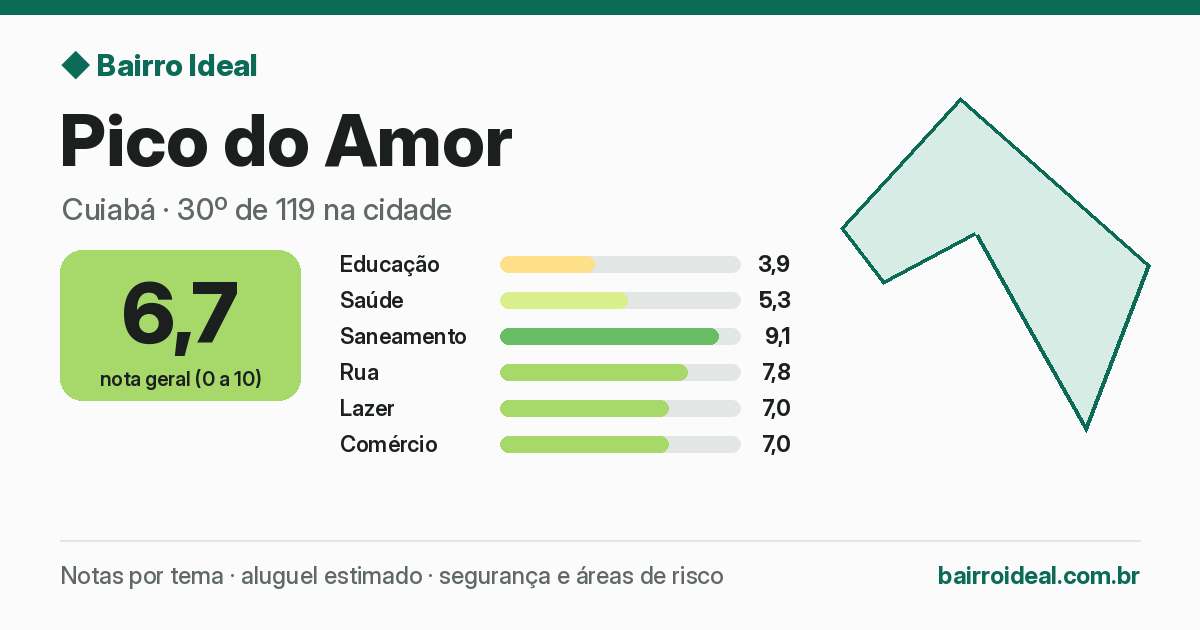 Bairro Ideal
Pico do Amor
Cuiabá · 30º de 119 na cidade
6,7
nota geral (0 a 10)
Educação 3,9
Saúde 5,3
Saneamento 9,1
Rua 7,8
Lazer 7,0
Comércio 7,0
Notas por tema · aluguel estimado · segurança e áreas de risco
bairroideal.com.br